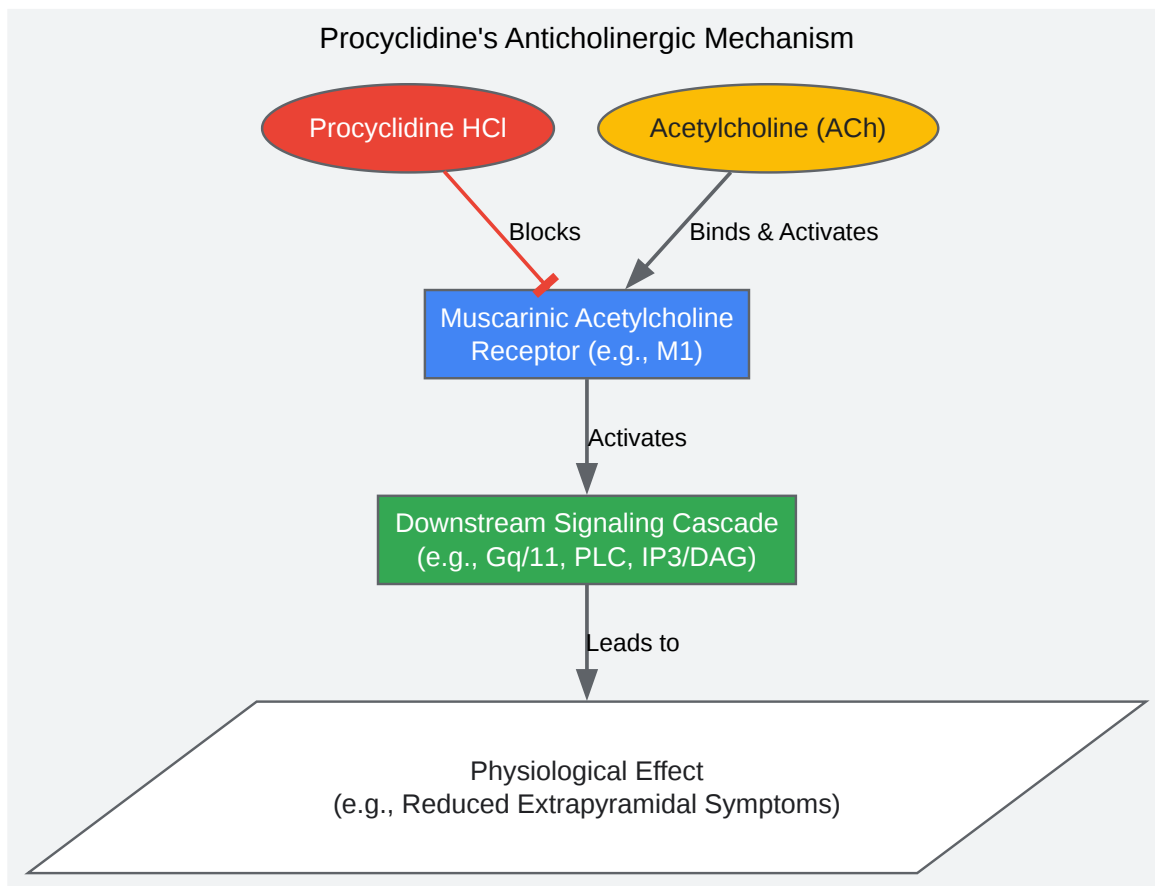 Procyclidine's Anticholinergic Mechanism
Procyclidine HCl
Acetylcholine (ACh)
Blocks
Binds & Activates
Muscarinic Acetylcholine
Receptor (e.g., M1)
Activates
Downstream Signaling Cascade
(e.g., Gq/11, PLC, IP3/DAG)
Leads to
Physiological Effect
(e.g., Reduced Extrapyramidal Symptoms)